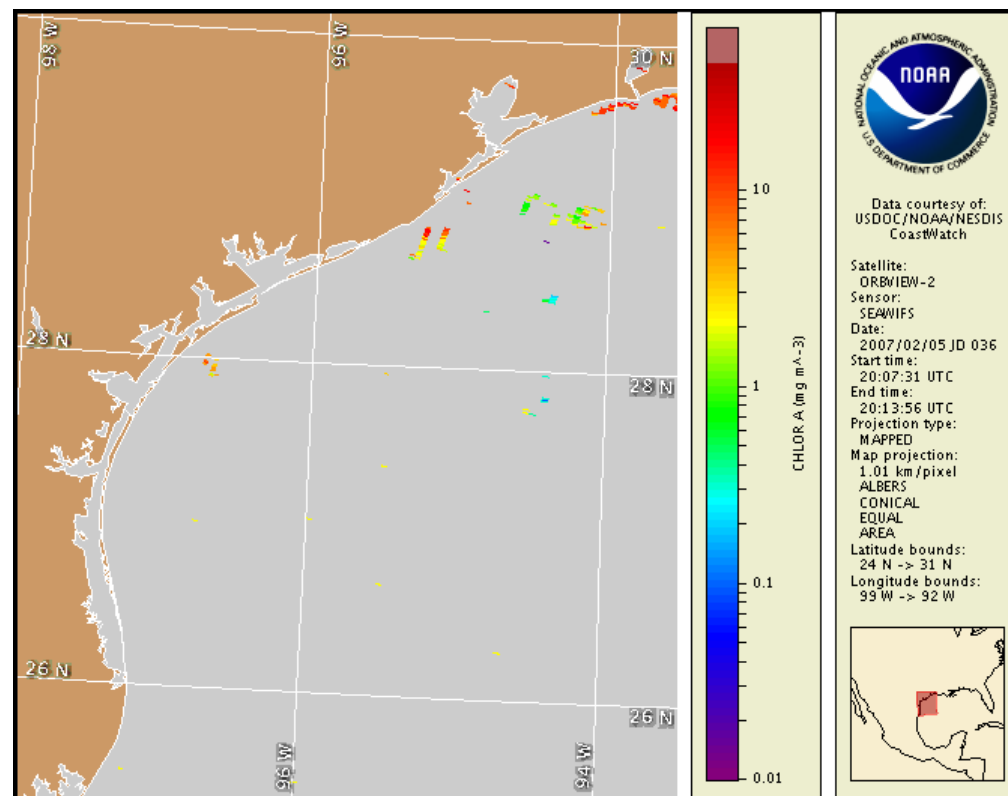 98 W
96 W
30 N
28 N
28 N
26 N
26 N
96 W
94 W
10
1
0.1
0.01
CHLOR A (mg m^-3)
NATIONAL OCEANIC AND ATMOSPHERIC ADMINISTRATION
NOAA
U.S. DEPARTMENT OF COMMERCE
Data courtesy of:
USDOC/NOAA/NESDIS
CoastWatch
Satellite:
ORBVIEW-2
Sensor:
SEAWIFS
Date:
2007/02/05 JD 036
Start time:
20:07:31 UTC
End time:
20:13:56 UTC
Projection type:
MAPPED
Map projection:
1.01 km/pixel
ALBERS
CONICAL
EQUAL
AREA
Latitude bounds:
24 N -> 31 N
Longitude bounds:
99 W -> 92 W